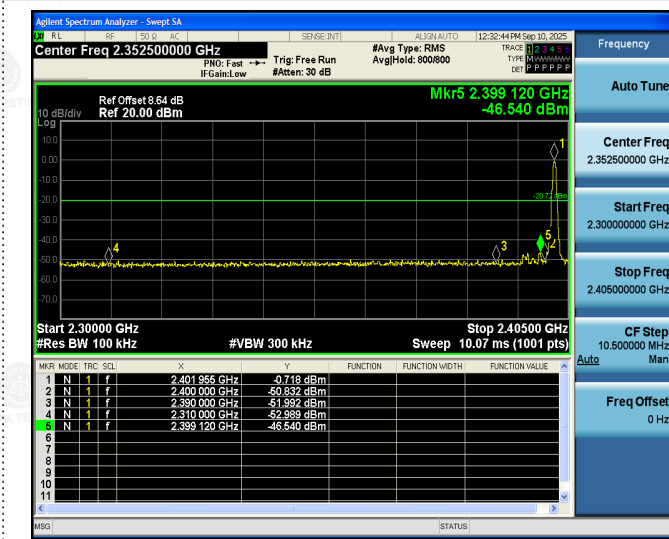 Agilent Spectrum Analyzer - Swept SA
LXI RL RF 50 Ω AC SENSE:INT ALIGN AUTO 12:32:44 PM Sep 10, 2025
Center Freq 2.352500000 GHz #Avg Type: RMS TRACE 1 2 3 4 5 6
PNO: Fast Trig: Free Run Avg|Hold: 800/800 TYPE M WWWWW
IFGain:Low #Atten: 30 dB DET P P P P P P
Mkr5 2.399 120 GHz
-46.540 dBm
Ref Offset 8.64 dB
10 dB/div Ref 20.00 dBm
Log
10.0
0.00
-10.0
-20.0
-30.0
-40.0
-50.0
-60.0
-70.0
1
4
3
5
2
Start 2.30000 GHz Stop 2.40500 GHz
#Res BW 100 kHz #VBW 300 kHz Sweep 10.07 ms (1001 pts)
MKR MODE TRC SCL X Y FUNCTION FUNCTION WIDTH FUNCTION VALUE
1 N 1 f 2.401 955 GHz -0.718 dBm
2 N 1 f 2.400 000 GHz -50.832 dBm
3 N 1 f 2.390 000 GHz -51.992 dBm
4 N 1 f 2.310 000 GHz -52.989 dBm
5 N 1 f 2.399 120 GHz -46.540 dBm
6
7
8
9
10
11
MSG STATUS
Frequency
Auto Tune
Center Freq
2.352500000 GHz
Start Freq
2.300000000 GHz
Stop Freq
2.405000000 GHz
CF Step
10.500000 MHz
Auto Man
Freq Offset
0 Hz